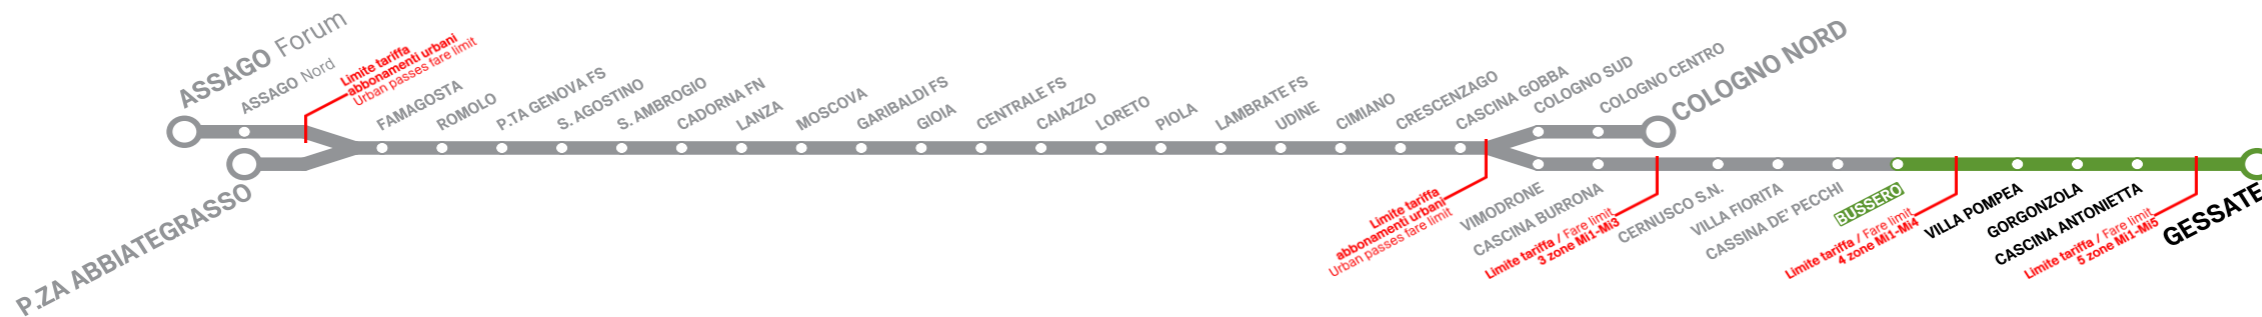 ASSAGO Forum
ASSAGO Nord
Limite tariffa
abbonamenti urbani
Urban passes fare limit
P.ZA ABBIATEGRASSO
FAMAGOSTA
ROMOLO
P.TA GENOVA FS
S. AGOSTINO
S. AMBROGIO
CADORNA FN
LANZA
MOSCOVA
GARIBALDI FS
GIOIA
CENTRALE FS
CAIAZZO
LORETO
PIOLA
LAMBRATE FS
UDINE
CIMIANO
CRESCENZAGO
CASCINA GOBBA
Limite tariffa
abbonamenti urbani
Urban passes fare limit
COLOGNO SUD
COLOGNO CENTRO
COLOGNO NORD
VIMODRONE
CASCINA BURRONA
Limite tariffa / Fare limit
3 zone Mi1-Mi3
CERNUSCO S.N.
VILLA FIORITA
CASSINA DE' PECCHI
BUSSERO
Limite tariffa / Fare limit
4 zone Mi1-Mi4
VILLA POMPEA
GORGONZOLA
CASCINA ANTONIETTA
Limite tariffa / Fare limit
5 zone Mi1-Mi5
GESSATE